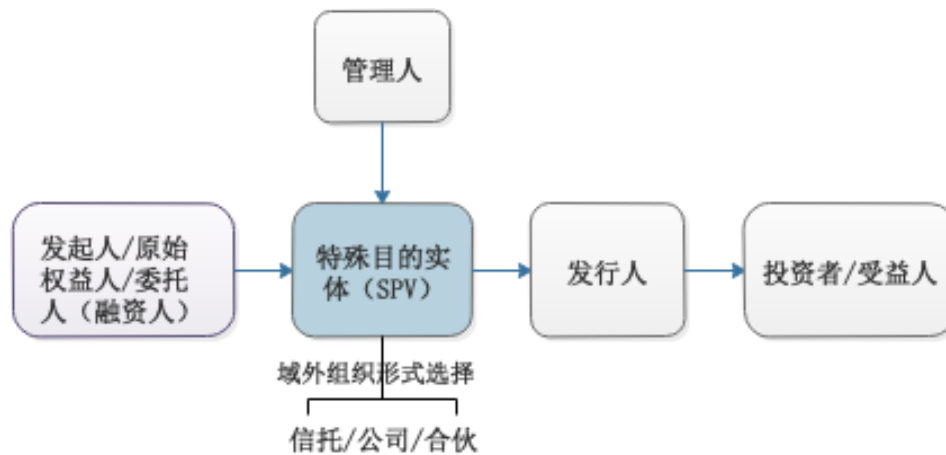 管理人
发起人/原始
权益人/委托
人（融资人）
特殊目的实
体（SPV）
发行人
投资者/受益人
域外组织形式选择
信托/公司/合伙